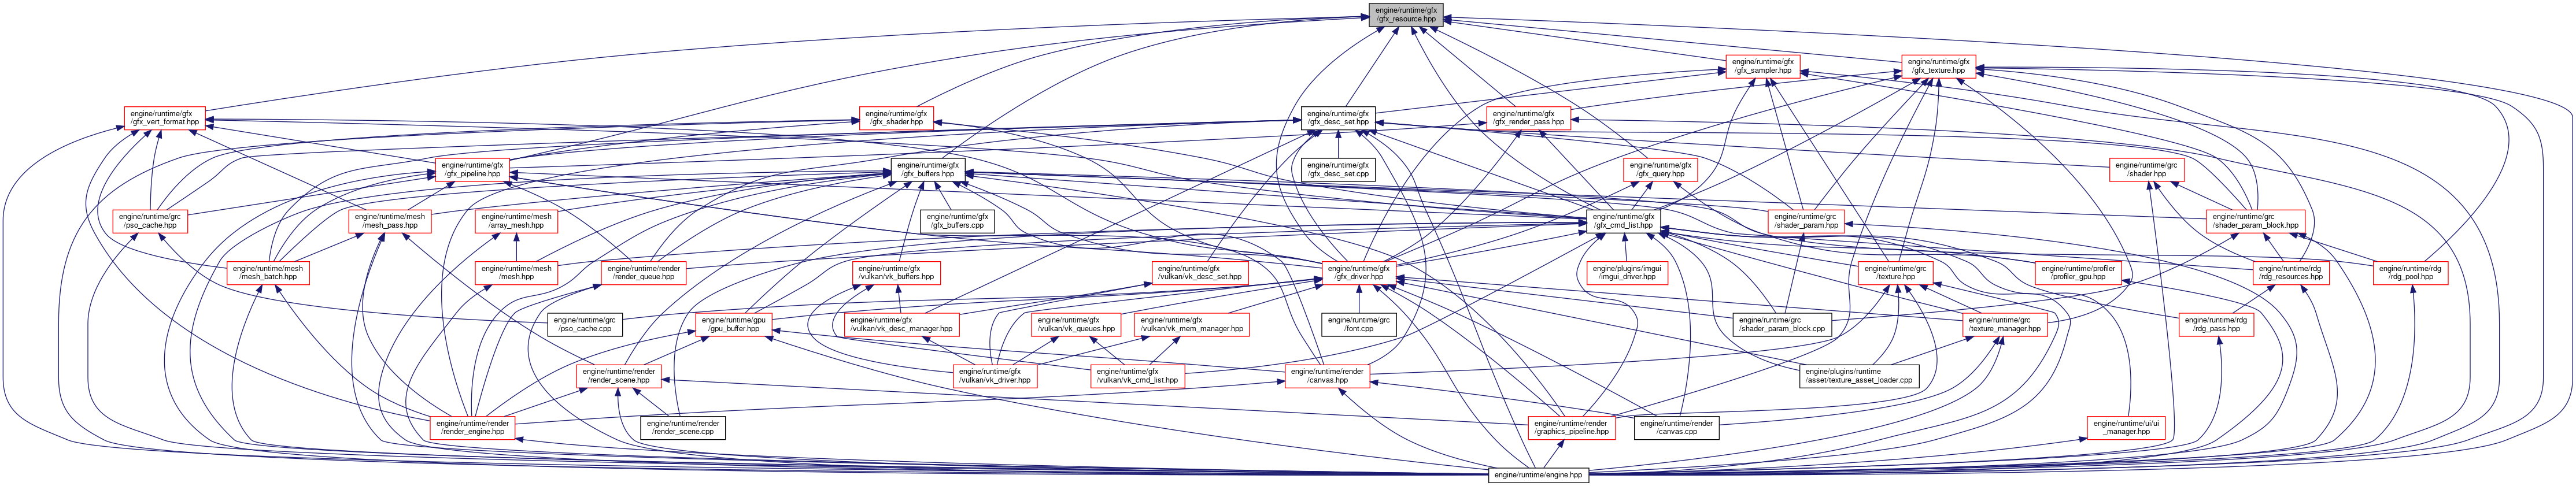 engine/runtime/gfx
/gfx_resource.hpp
engine/runtime/gfx
/gfx_sampler.hpp
engine/runtime/gfx
/gfx_texture.hpp
engine/runtime/gfx
/gfx_vert_format.hpp
engine/runtime/gfx
/gfx_shader.hpp
engine/runtime/gfx
/gfx_desc_set.hpp
engine/runtime/gfx
/gfx_render_pass.hpp
engine/runtime/gfx
/gfx_pipeline.hpp
engine/runtime/gfx
/gfx_buffers.hpp
engine/runtime/gfx
/gfx_desc_set.cpp
engine/runtime/gfx
/gfx_query.hpp
engine/runtime/grc
/shader.hpp
engine/runtime/grc
/pso_cache.hpp
engine/runtime/mesh
/mesh_pass.hpp
engine/runtime/mesh
/array_mesh.hpp
engine/runtime/gfx
/gfx_buffers.cpp
engine/runtime/gfx
/gfx_cmd_list.hpp
engine/runtime/grc
/shader_param.hpp
engine/runtime/grc
/shader_param_block.hpp
engine/runtime/mesh
/mesh_batch.hpp
engine/runtime/mesh
/mesh.hpp
engine/runtime/render
/render_queue.hpp
engine/runtime/gfx
/vulkan/vk_buffers.hpp
engine/runtime/gfx
/vulkan/vk_desc_set.hpp
engine/runtime/gfx
/gfx_driver.hpp
engine/plugins/imgui
/imgui_driver.hpp
engine/runtime/grc
/texture.hpp
engine/runtime/profiler
/profiler_gpu.hpp
engine/runtime/rdg
/rdg_resources.hpp
engine/runtime/rdg
/rdg_pool.hpp
engine/runtime/grc
/pso_cache.cpp
engine/runtime/gpu
/gpu_buffer.hpp
engine/runtime/gfx
/vulkan/vk_desc_manager.hpp
engine/runtime/gfx
/vulkan/vk_queues.hpp
engine/runtime/gfx
/vulkan/vk_mem_manager.hpp
engine/runtime/grc
/font.cpp
engine/runtime/grc
/shader_param_block.cpp
engine/runtime/grc
/texture_manager.hpp
engine/runtime/rdg
/rdg_pass.hpp
engine/runtime/render
/render_scene.hpp
engine/runtime/gfx
/vulkan/vk_driver.hpp
engine/runtime/gfx
/vulkan/vk_cmd_list.hpp
engine/runtime/render
/canvas.hpp
engine/plugins/runtime
/asset/texture_asset_loader.cpp
engine/runtime/render
/render_engine.hpp
engine/runtime/render
/render_scene.cpp
engine/runtime/render
/graphics_pipeline.hpp
engine/runtime/render
/canvas.cpp
engine/runtime/ui/ui
_manager.hpp
engine/runtime/engine.hpp